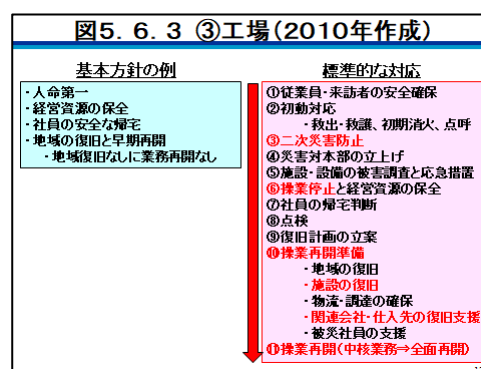 図5.6.3 ③工場(2010年作成)
基本方針の例
・人命第一
・経営資源の保全
・社員の安全な帰宅
・地域の復旧と早期再開
・地域復旧なしに業務再開なし
標準的な対応
①従業員・来訪者の安全確保
②初動対応
・救出・救護、初期消火、点呼
③二次災害防止
④災害対本部の立上げ
⑤施設・設備の被害調査と応急措置
⑥操業停止と経営資源の保全
⑦社員の帰宅判断
⑧点検
⑨復旧計画の立案
⑩操業再開準備
・地域の復旧
・施設の復旧
・物流・調達の確保
・関連会社・仕入先の復旧支援
・被災社員の支援
⑪操業再開(中核業務⇒全面再開)